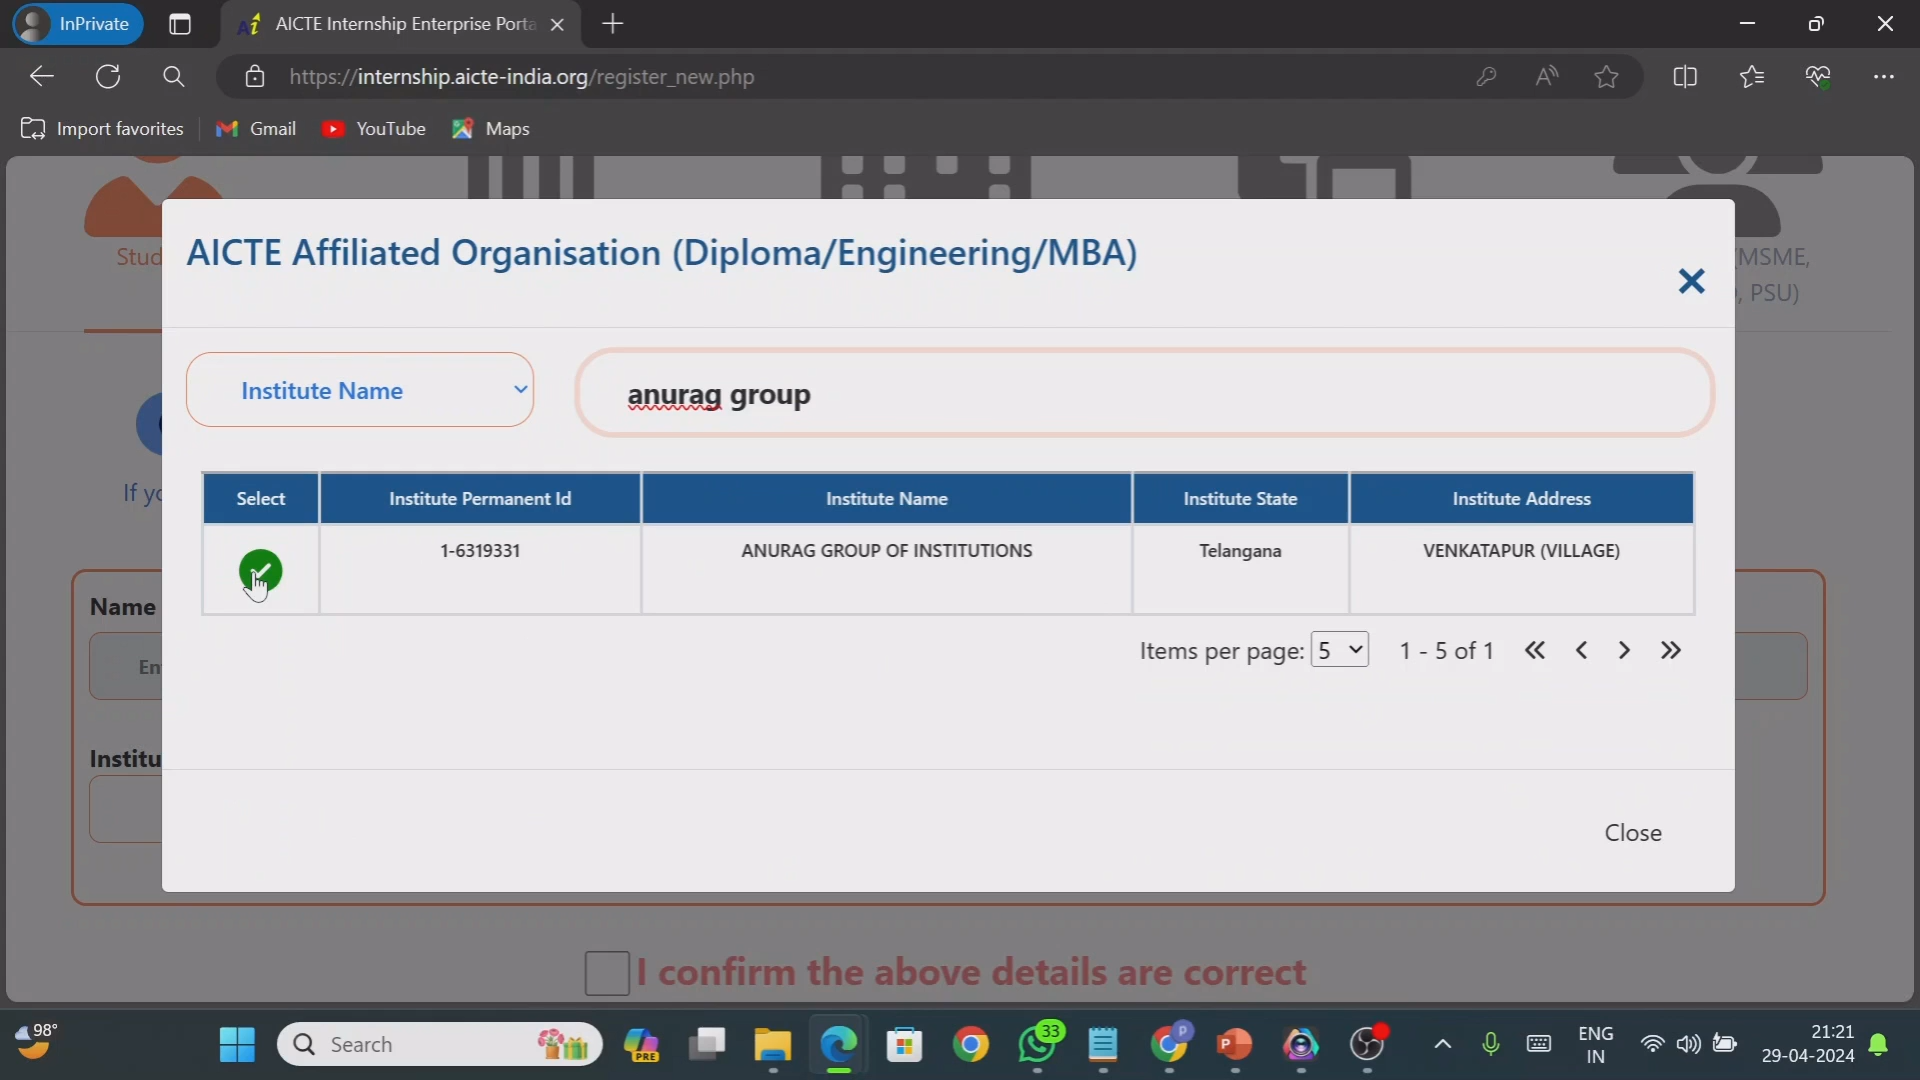 InPrivate
AICTE Internship Enterprise Porta
https://internship.aicte-india.org/register_new.php
Import favorites
Gmail
YouTube
Maps
Stud
(MSME,
, PSU)
AICTE Affiliated Organisation (Diploma/Engineering/MBA)
Institute Name
anurag group
If yo
Select Institute Permanent Id Institute Name Institute State Institute Address
1-6319331 ANURAG GROUP OF INSTITUTIONS Telangana VENKATAPUR (VILLAGE)
Name
En
Items per page: 5 1 - 5 of 1
Institu
Close
I confirm the above details are correct
98°
Search
PRE
33
P
P
ENG
IN
21:21
29-04-2024